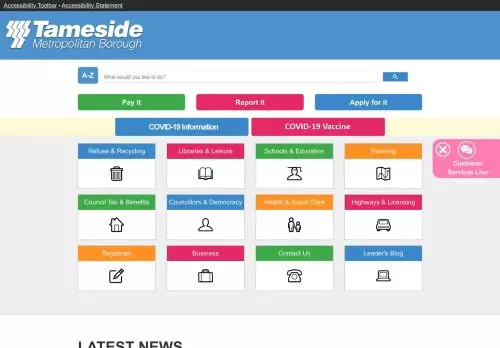 Accessibility Toolbar • Accessibility Statement
Tameside
Metropolitan Borough
A-Z
What would you like to do?
Pay it
Report it
Apply for it
COVID-19 Information
COVID-19 Vaccine
Refuse & Recycling
Libraries & Leisure
Schools & Education
Planning
Customer
Services Live
Council Tax & Benefits
Councillors & Democracy
Health & Social Care
Highways & Licensing
Registrars
Business
Contact Us
Leader's Blog
LATEST NEWS